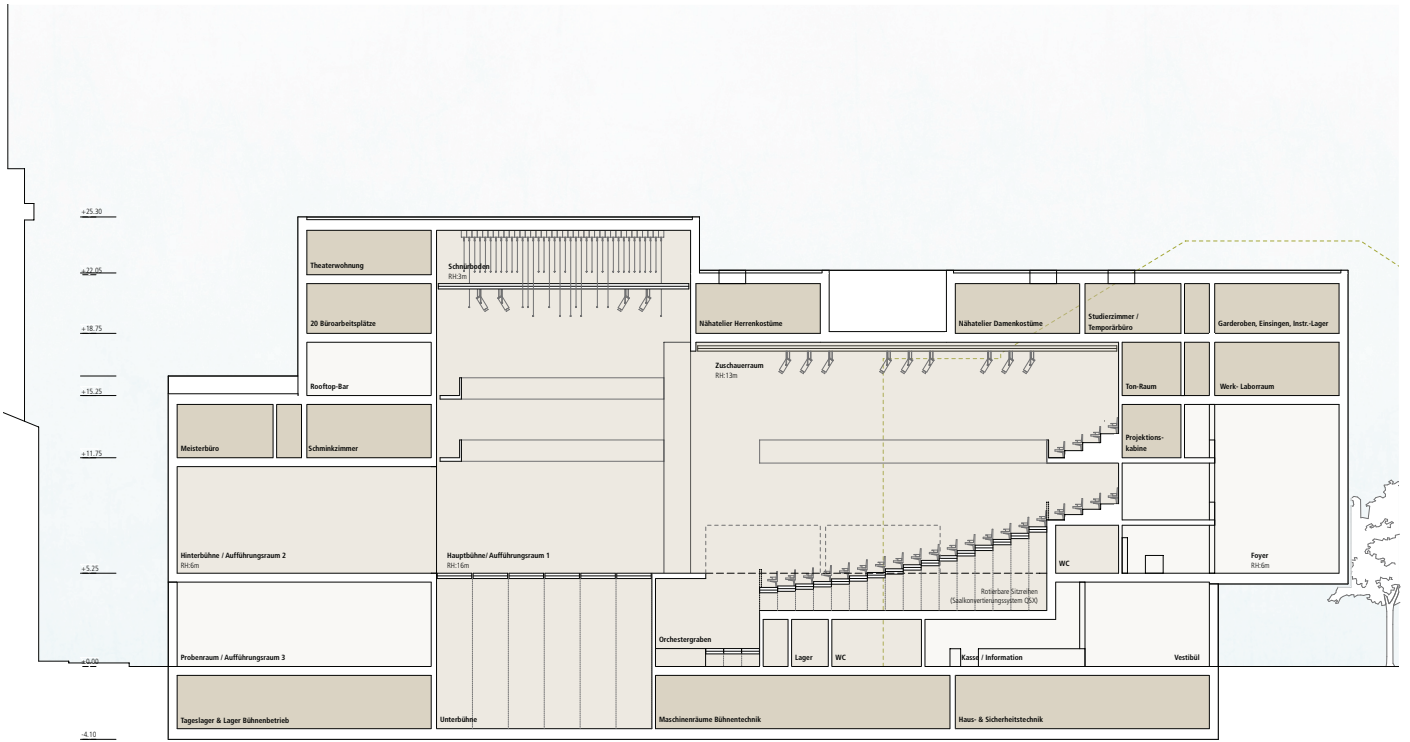 +25.30
Theaterwohnung
Schnürboden
RH:3m
+22.05
20 Büroarbeitsplätze
Nähatelier Herrenkostüme
Nähatelier Damenkostüme
Studierzimmer /
Temporärbüro
Garderoben, Einsingen, Instr.-Lager
+18.75
Rooftop-Bar
Zuschauerraum
RH:13m
Ton-Raum
Werk- Laborraum
+15.25
Meisterbüro
Schminkzimmer
Projektions-
kabine
+11.75
Hinterbühne / Aufführungsraum 2
RH:6m
Hauptbühne/ Aufführungsraum 1
RH:16m
WC
Foyer
RH:6m
+5.25
Rotierbare Sitzreihen
(Saalkonvertierungssystem QSX)
Orchestergraben
Probenraum / Aufführungsraum 3
Lager
WC
Kasse / Information
Vestibül
+0.00
Tageslager & Lager Bühnenbetrieb
Unterbühne
Maschinenräume Bühnentechnik
Haus- & Sicherheitstechnik
-4.10